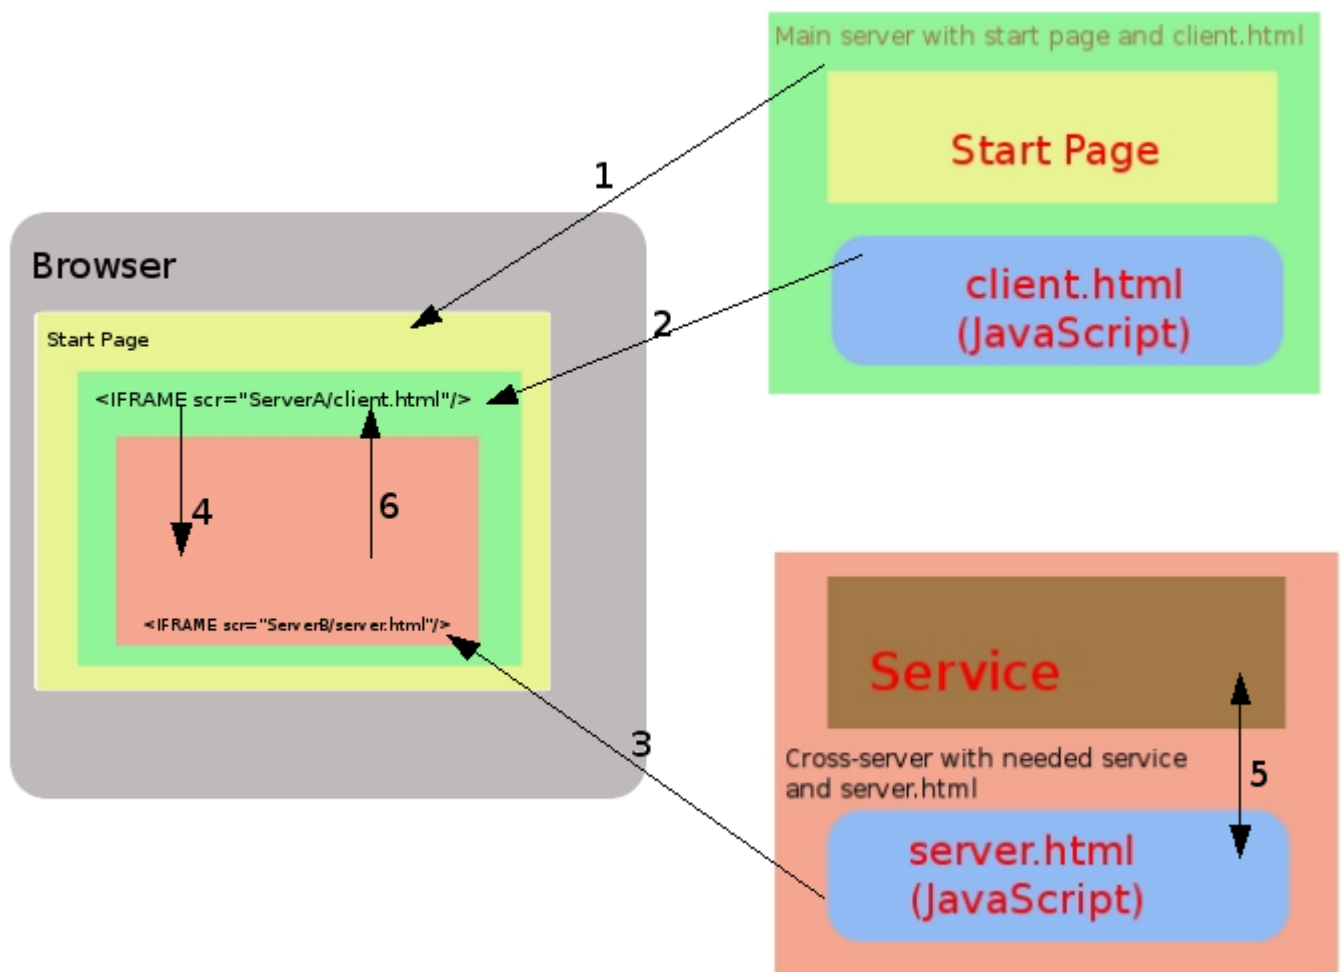 Main server with start page and client.html
Start Page
client.html
(JavaScript)
1
2
Browser
Start Page
<IFRAME scr="ServerA/client.html"/>
4
6
<IFRAME scr="ServerB/server.html"/>
3
Service
Cross-server with needed service
and server.html
5
server.html
(JavaScript)